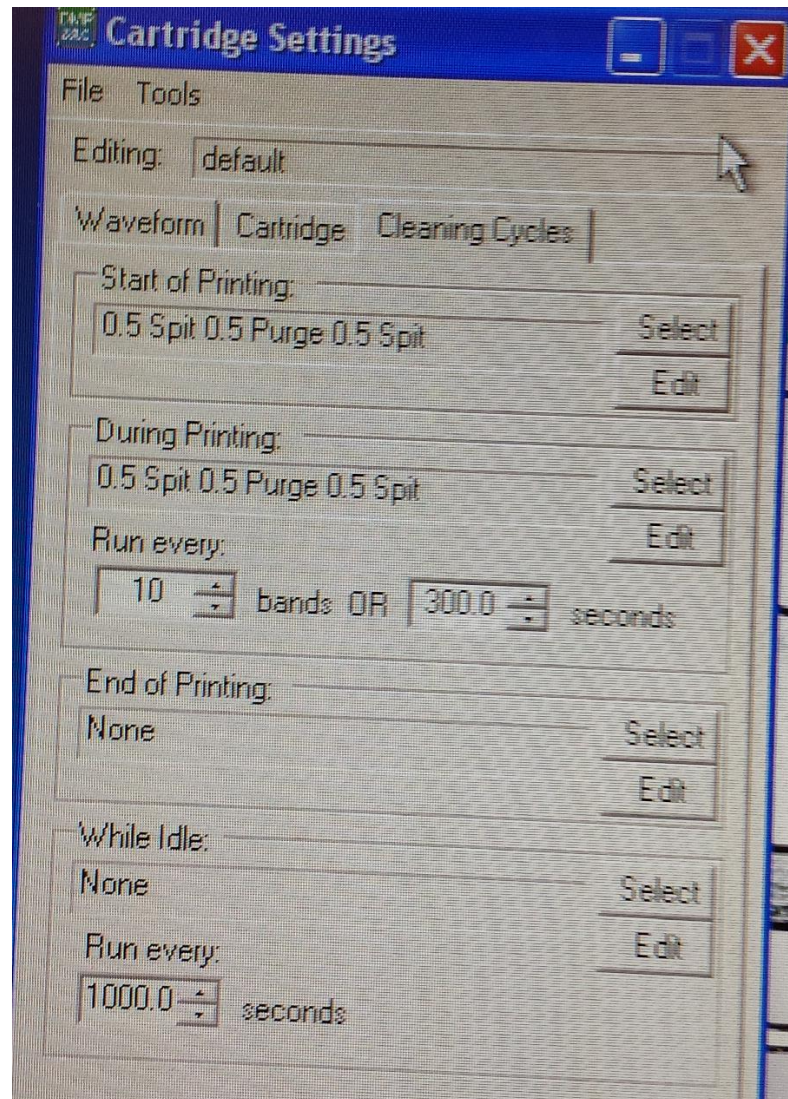 Cartridge Settings
File Tools
Editing: default
Waveform Cartridge Cleaning Cycles
Start of Printing:
0.5 Spit 0.5 Purge 0.5 Spit Select
Edit
During Printing:
0.5 Spit 0.5 Purge 0.5 Spit Select
Edit
Run every:
10 bands OR 300.0 seconds
End of Printing:
None Select
Edit
While Idle:
None Select
Edit
Run every:
1000.0 seconds